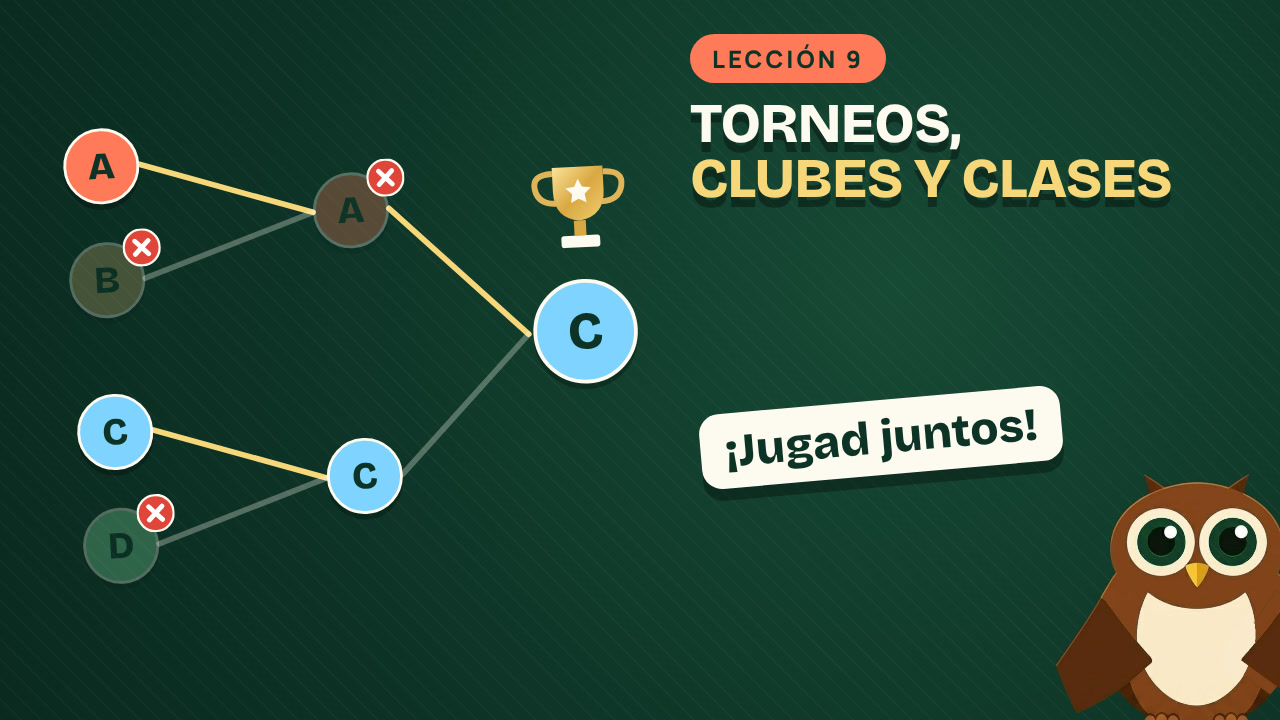 LECCIÓN 9
TORNEOS,
CLUBES Y CLASES
A
A
B
C
C
C
D
¡Jugad juntos!